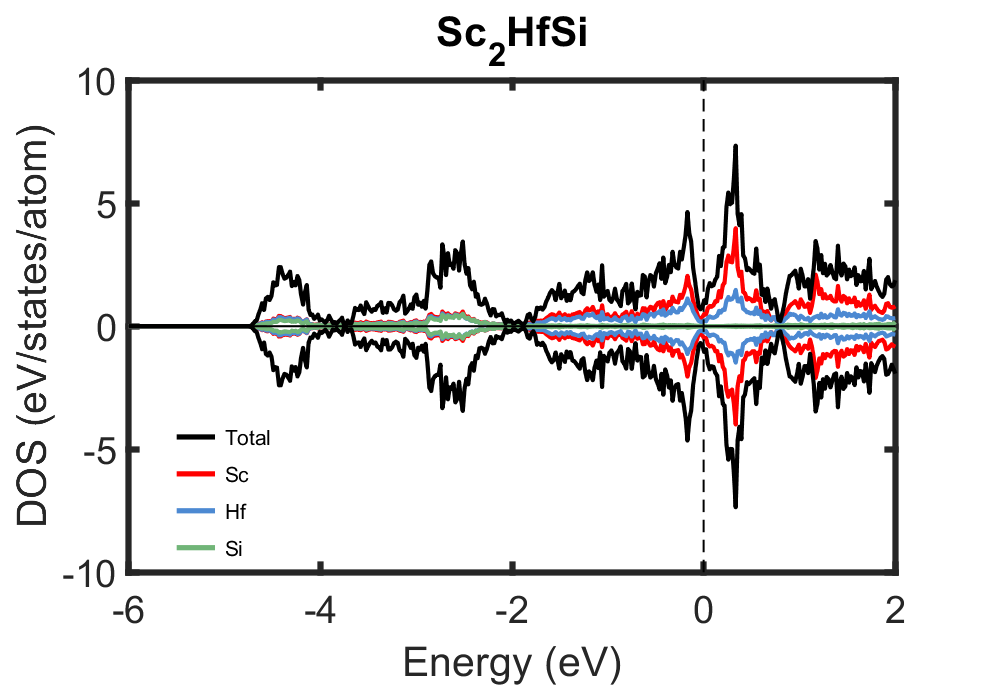 Sc₂HfSi
10
5
0
-5
-10
DOS (eV/states/atom)
Total
Sc
Hf
Si
-6 -4 -2 0 2
Energy (eV)